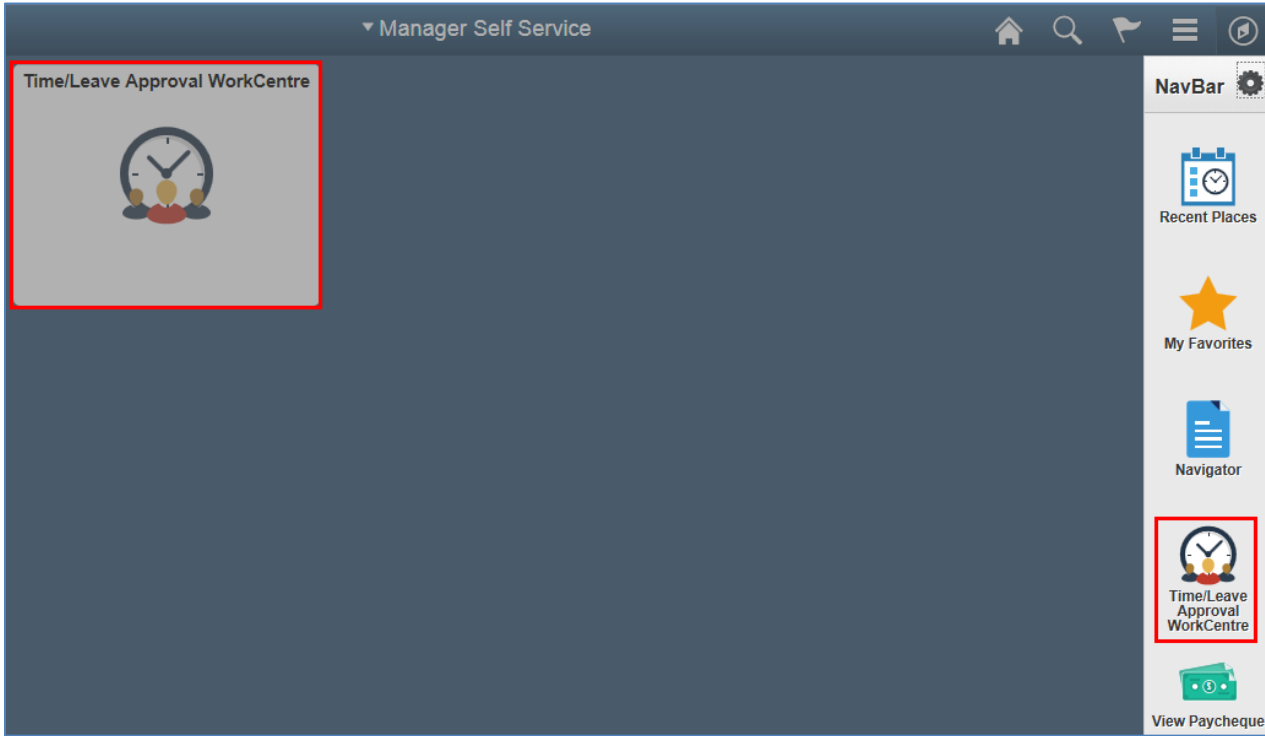 Manager Self Service
Time/Leave Approval WorkCentre
NavBar
Recent Places
My Favorites
Navigator
Time/Leave
Approval
WorkCentre
View Paycheque